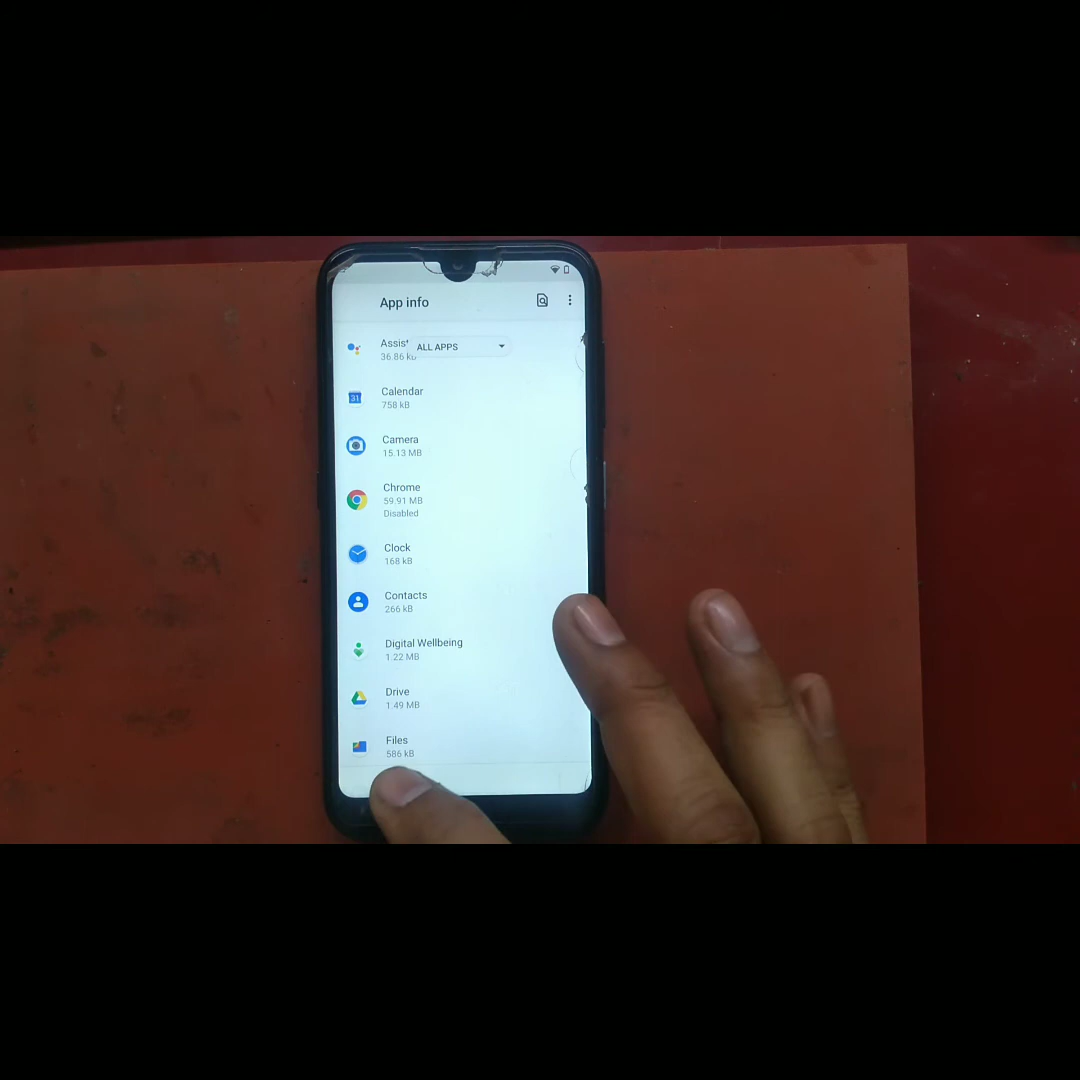 App info
Assist
ALL APPS
36.86 kB
31
Calendar
758 kB
Camera
15.13 MB
Chrome
59.91 MB
Disabled
Clock
168 kB
Contacts
266 kB
Digital Wellbeing
1.22 MB
Drive
1.49 MB
Files
586 kB